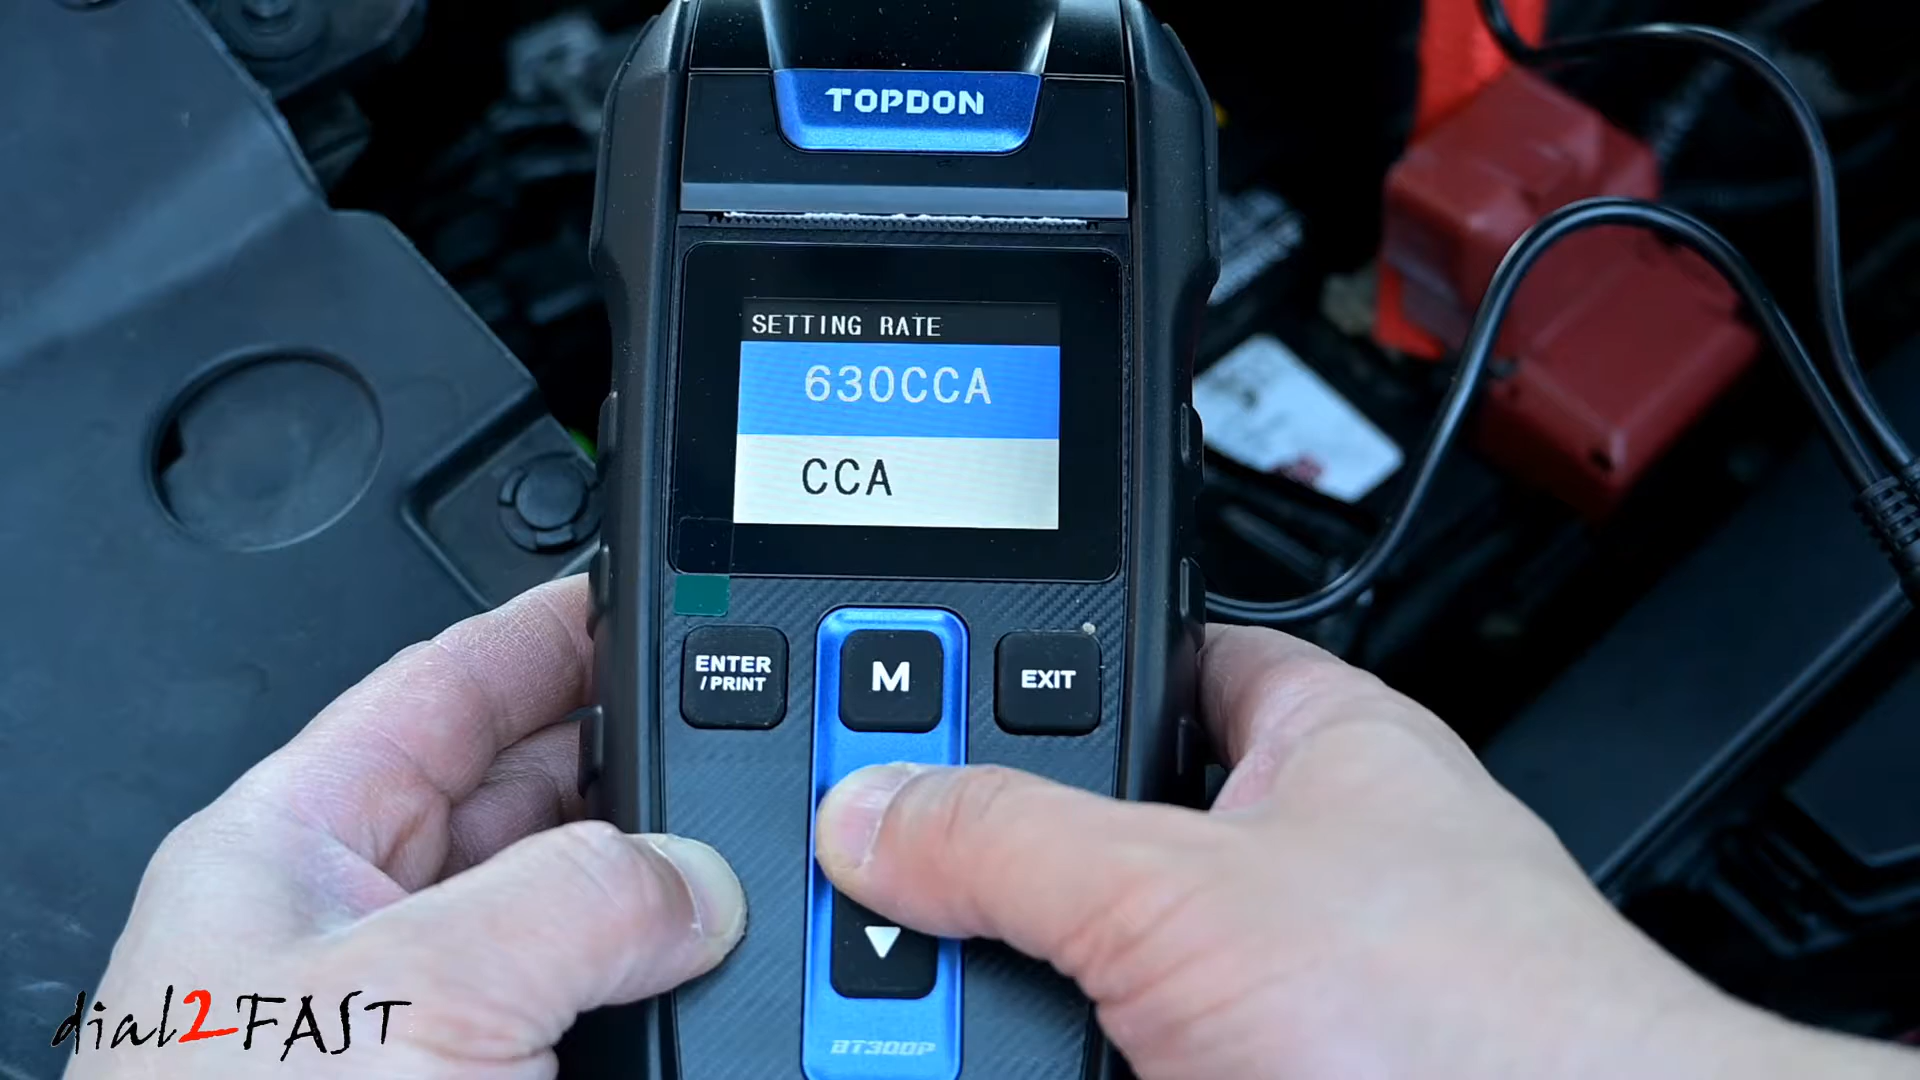 TOPDON
SETTING RATE
630CCA
CCA
ENTER
/ PRINT
M
EXIT
BT300P
dial2FAST